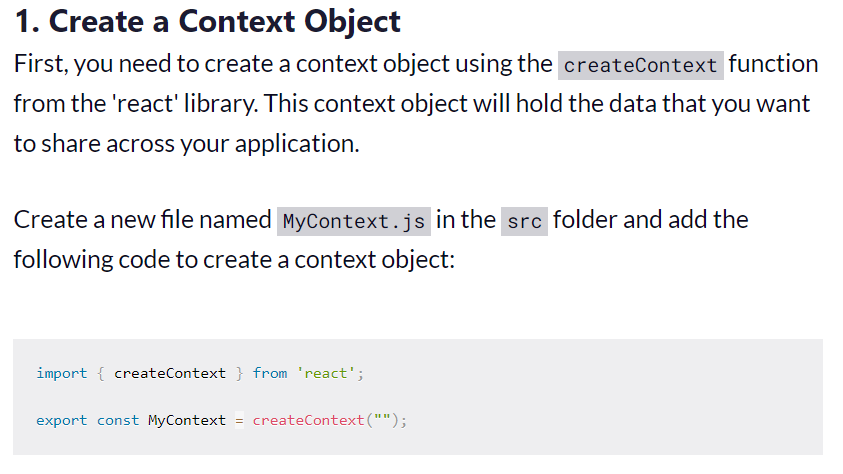 1. Create a Context Object
First, you need to create a context object using the createContext function
from the 'react' library. This context object will hold the data that you want
to share across your application.
Create a new file named MyContext.js in the src folder and add the
following code to create a context object:
import { createContext } from 'react';
export const MyContext = createContext("");